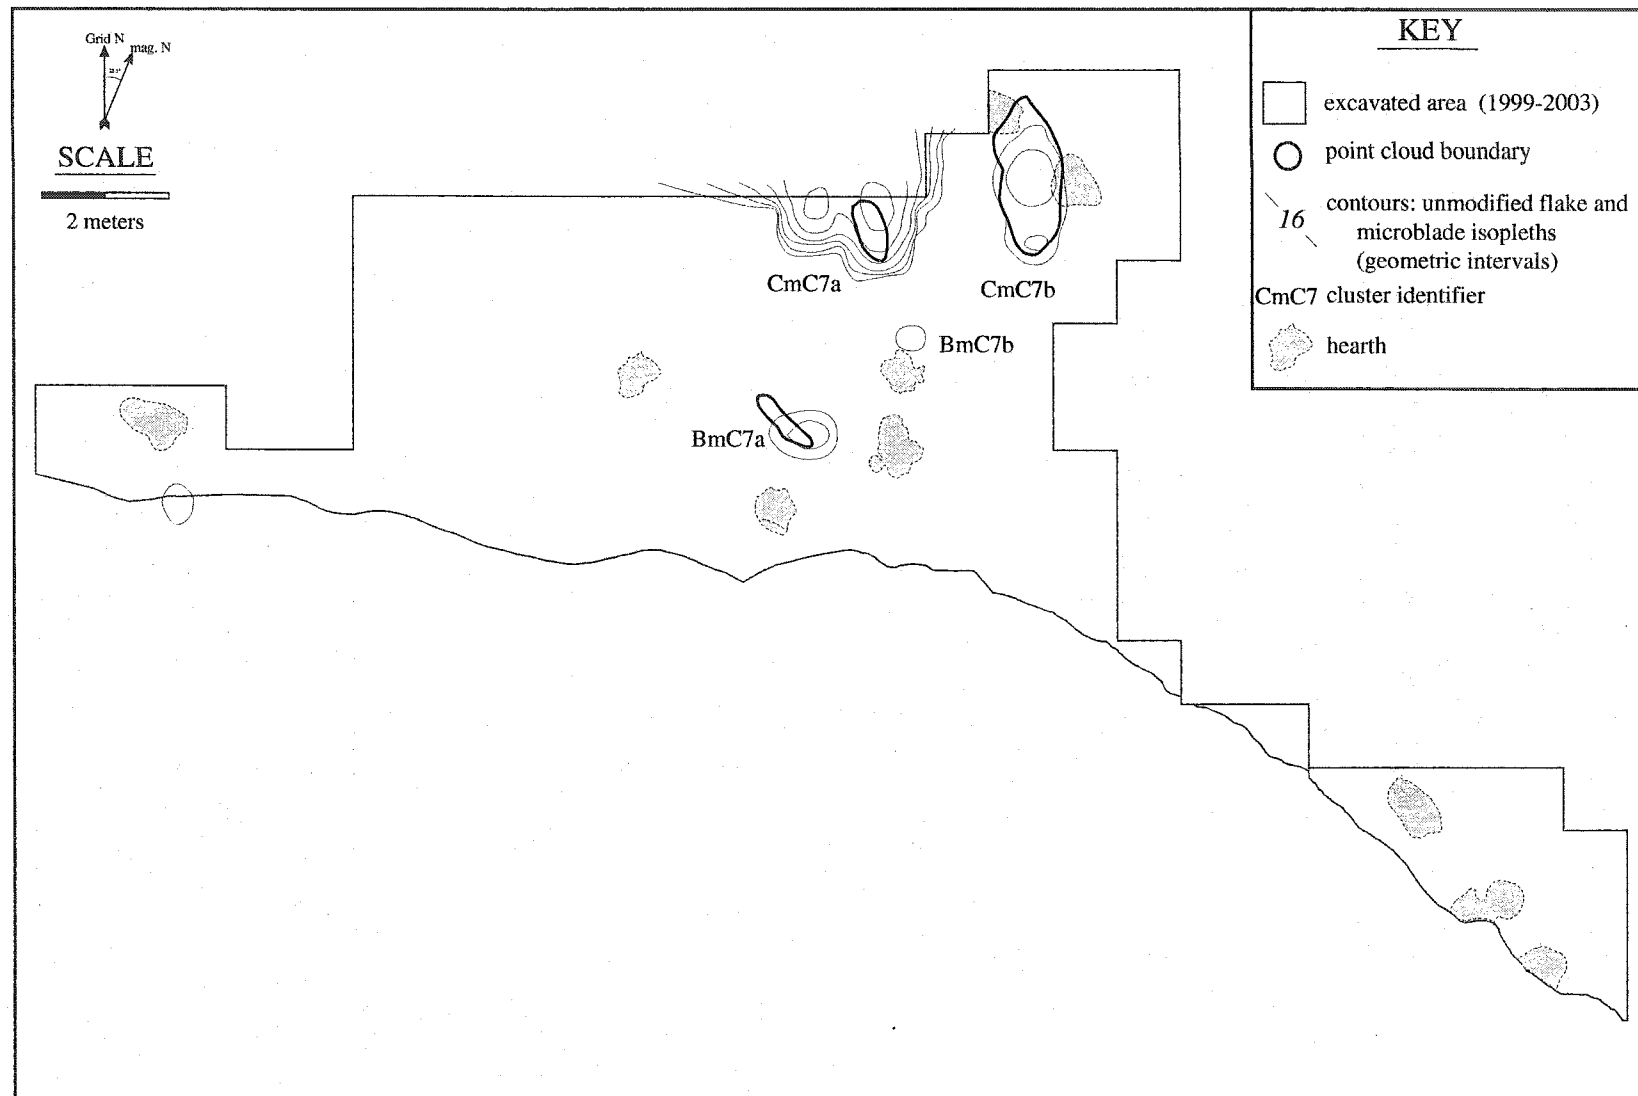 Grid N
mag. N
SCALE
2 meters
KEY
excavated area (1999-2003)
point cloud boundary
16
contours: unmodified flake and
microblade isopleths
(geometric intervals)
CmC7 cluster identifier
hearth
CmC7a
CmC7b
BmC7b
BmC7a